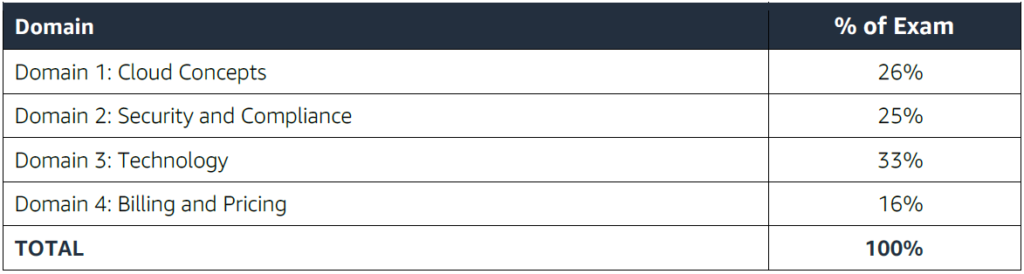 Domain % of Exam
Domain 1: Cloud Concepts 26%
Domain 2: Security and Compliance 25%
Domain 3: Technology 33%
Domain 4: Billing and Pricing 16%
TOTAL 100%